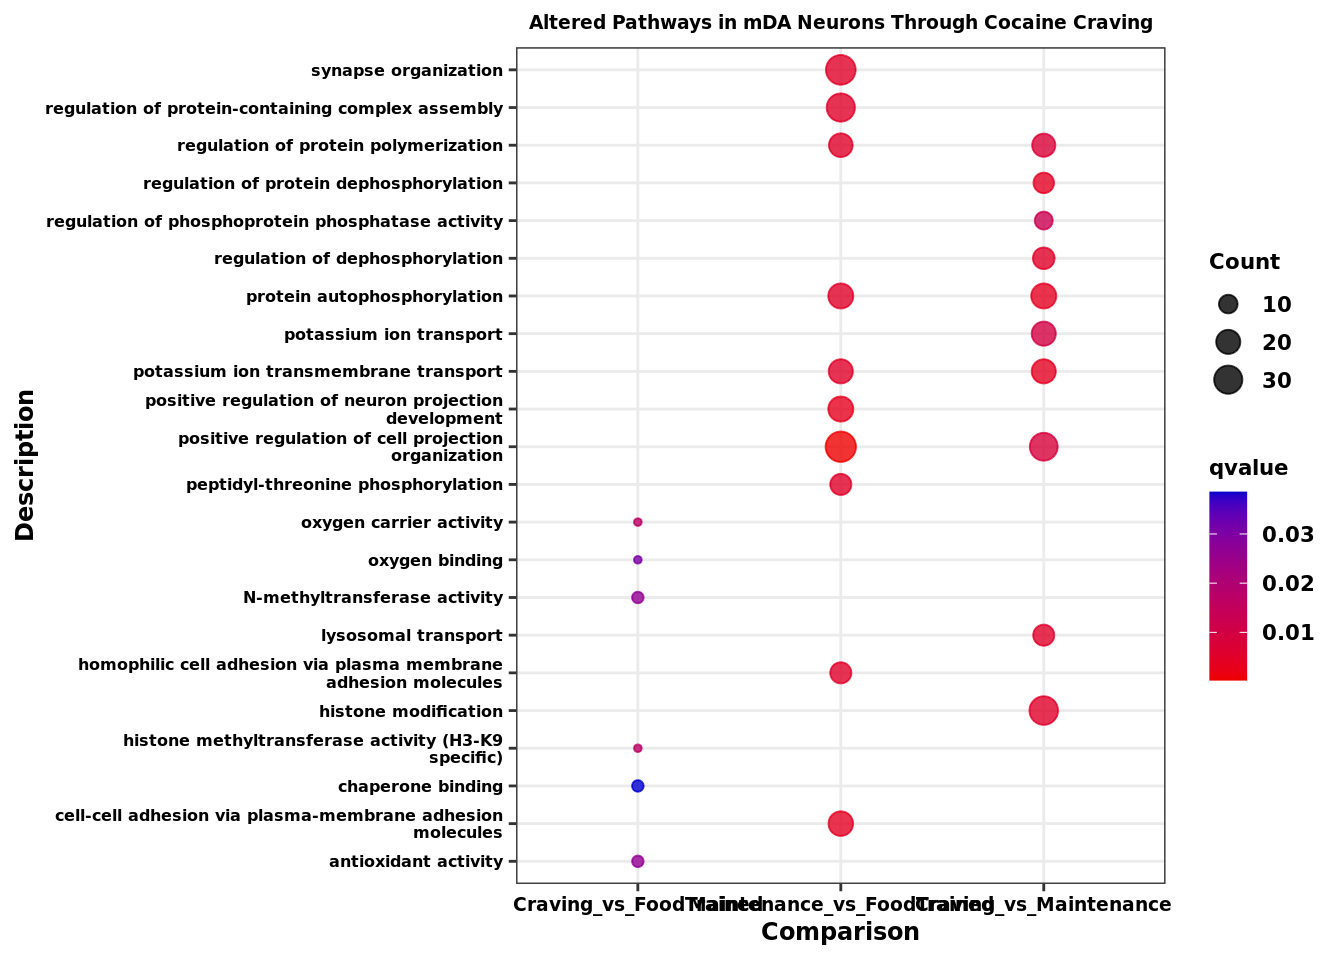 Altered Pathways in mDA Neurons Through Cocaine Craving
synapse organization
regulation of protein-containing complex assembly
regulation of protein polymerization
regulation of protein dephosphorylation
regulation of phosphoprotein phosphatase activity
regulation of dephosphorylation
protein autophosphorylation
potassium ion transport
potassium ion transmembrane transport
positive regulation of neuron projection
development
positive regulation of cell projection
organization
peptidyl-threonine phosphorylation
oxygen carrier activity
oxygen binding
N-methyltransferase activity
lysosomal transport
homophilic cell adhesion via plasma membrane
adhesion molecules
histone modification
histone methyltransferase activity (H3-K9
specific)
chaperone binding
cell-cell adhesion via plasma-membrane adhesion
molecules
antioxidant activity
Description
Craving_vs_FoodTrained Maintenance_vs_FoodTrained Craving_vs_Maintenance
Comparison
Count
10
20
30
qvalue
0.03
0.02
0.01